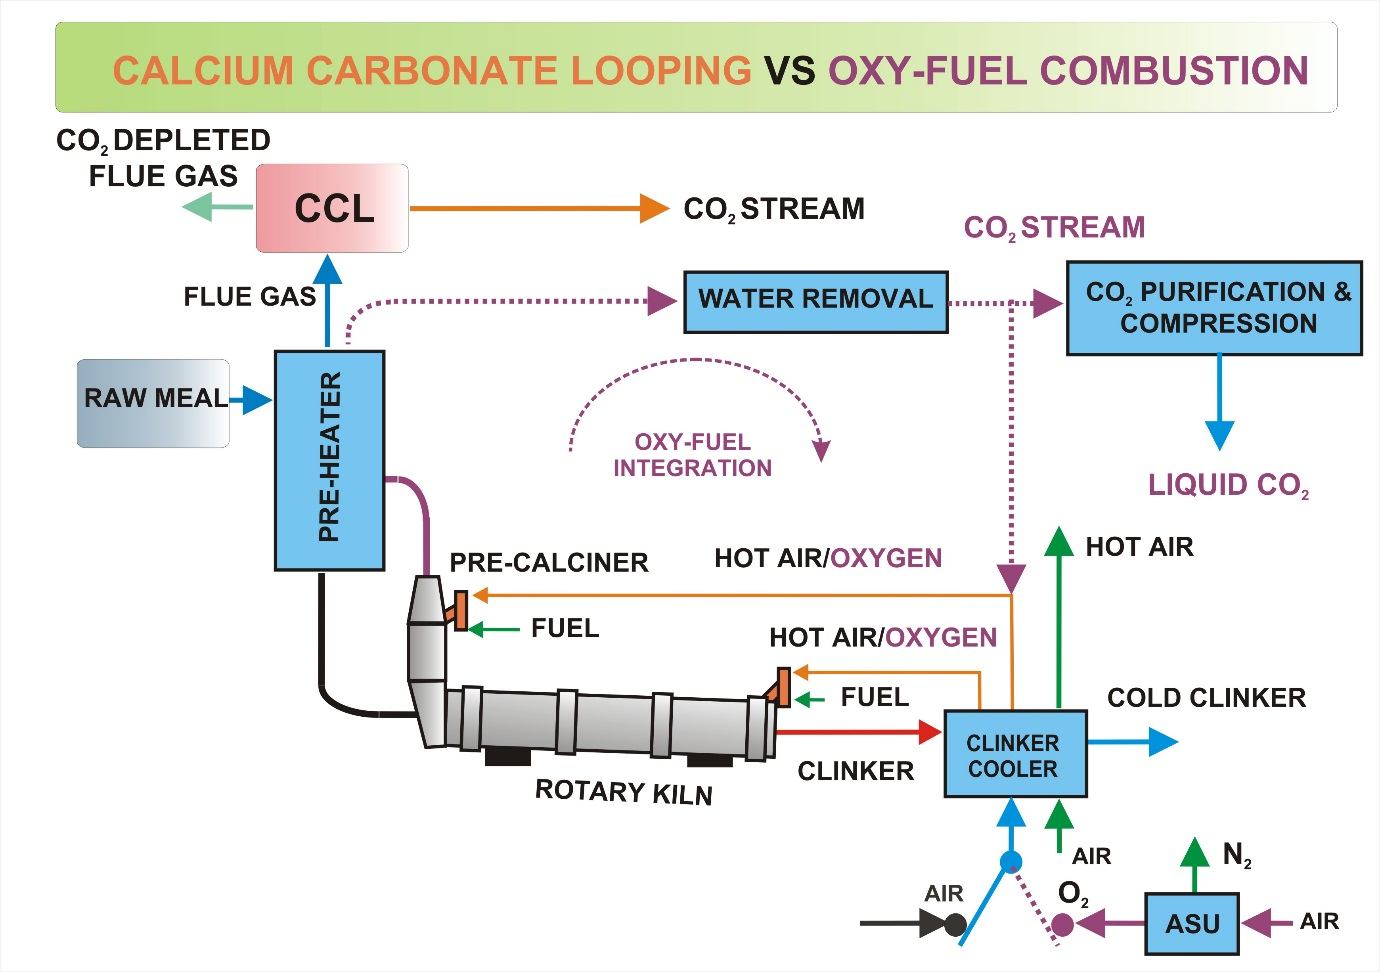 CALCIUM CARBONATE LOOPING VS OXY-FUEL COMBUSTION
CO₂ DEPLETED
FLUE GAS
CCL
CO₂ STREAM
CO₂ STREAM
FLUE GAS
WATER REMOVAL
CO₂ PURIFICATION &
COMPRESSION
RAW MEAL
PRE-HEATER
OXY-FUEL
INTEGRATION
LIQUID CO₂
PRE-CALCINER
HOT AIR/OXYGEN
HOT AIR
FUEL
HOT AIR/OXYGEN
FUEL
COLD CLINKER
CLINKER
COOLER
CLINKER
ROTARY KILN
AIR
N₂
AIR
O₂
ASU
AIR